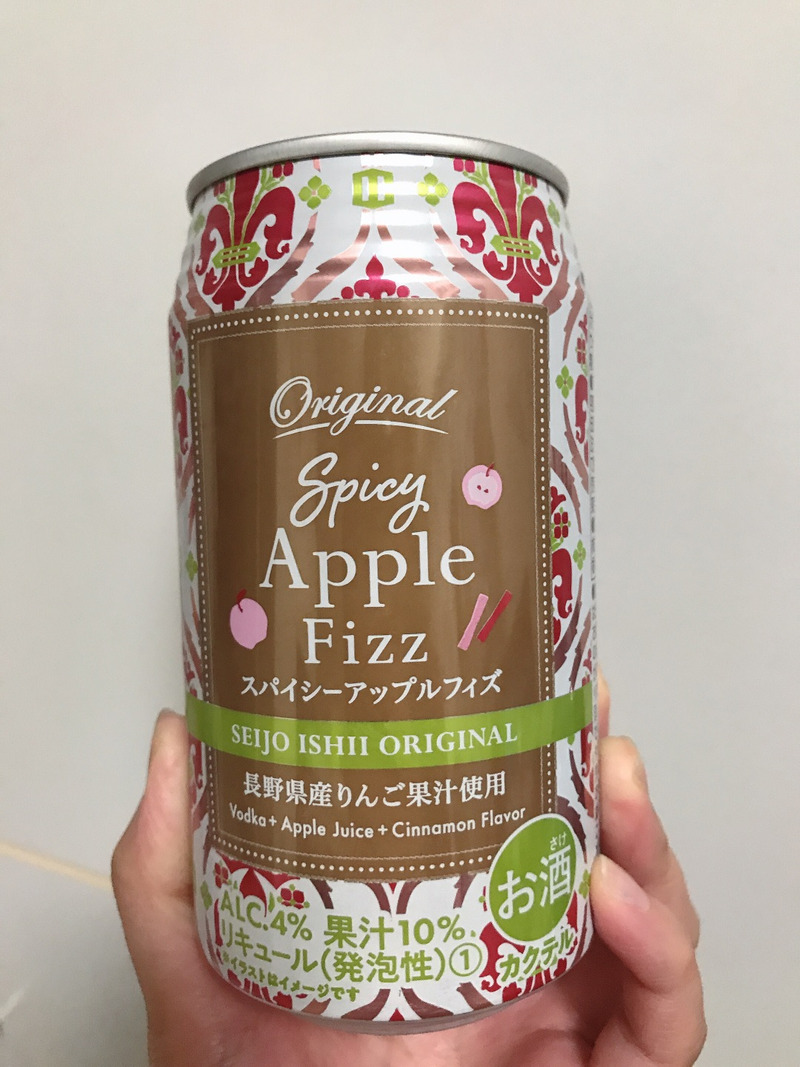 Original
Spicy
Apple
Fizz
スパイシーアップルフィズ
SEIJO ISHII ORIGINAL
長野県産りんご果汁使用
Vodka + Apple Juice + Cinnamon Flavor
さけ
お酒
ALC.4% 果汁10%
リキュール(発泡性)①
カクテル
※イラストはイメージです